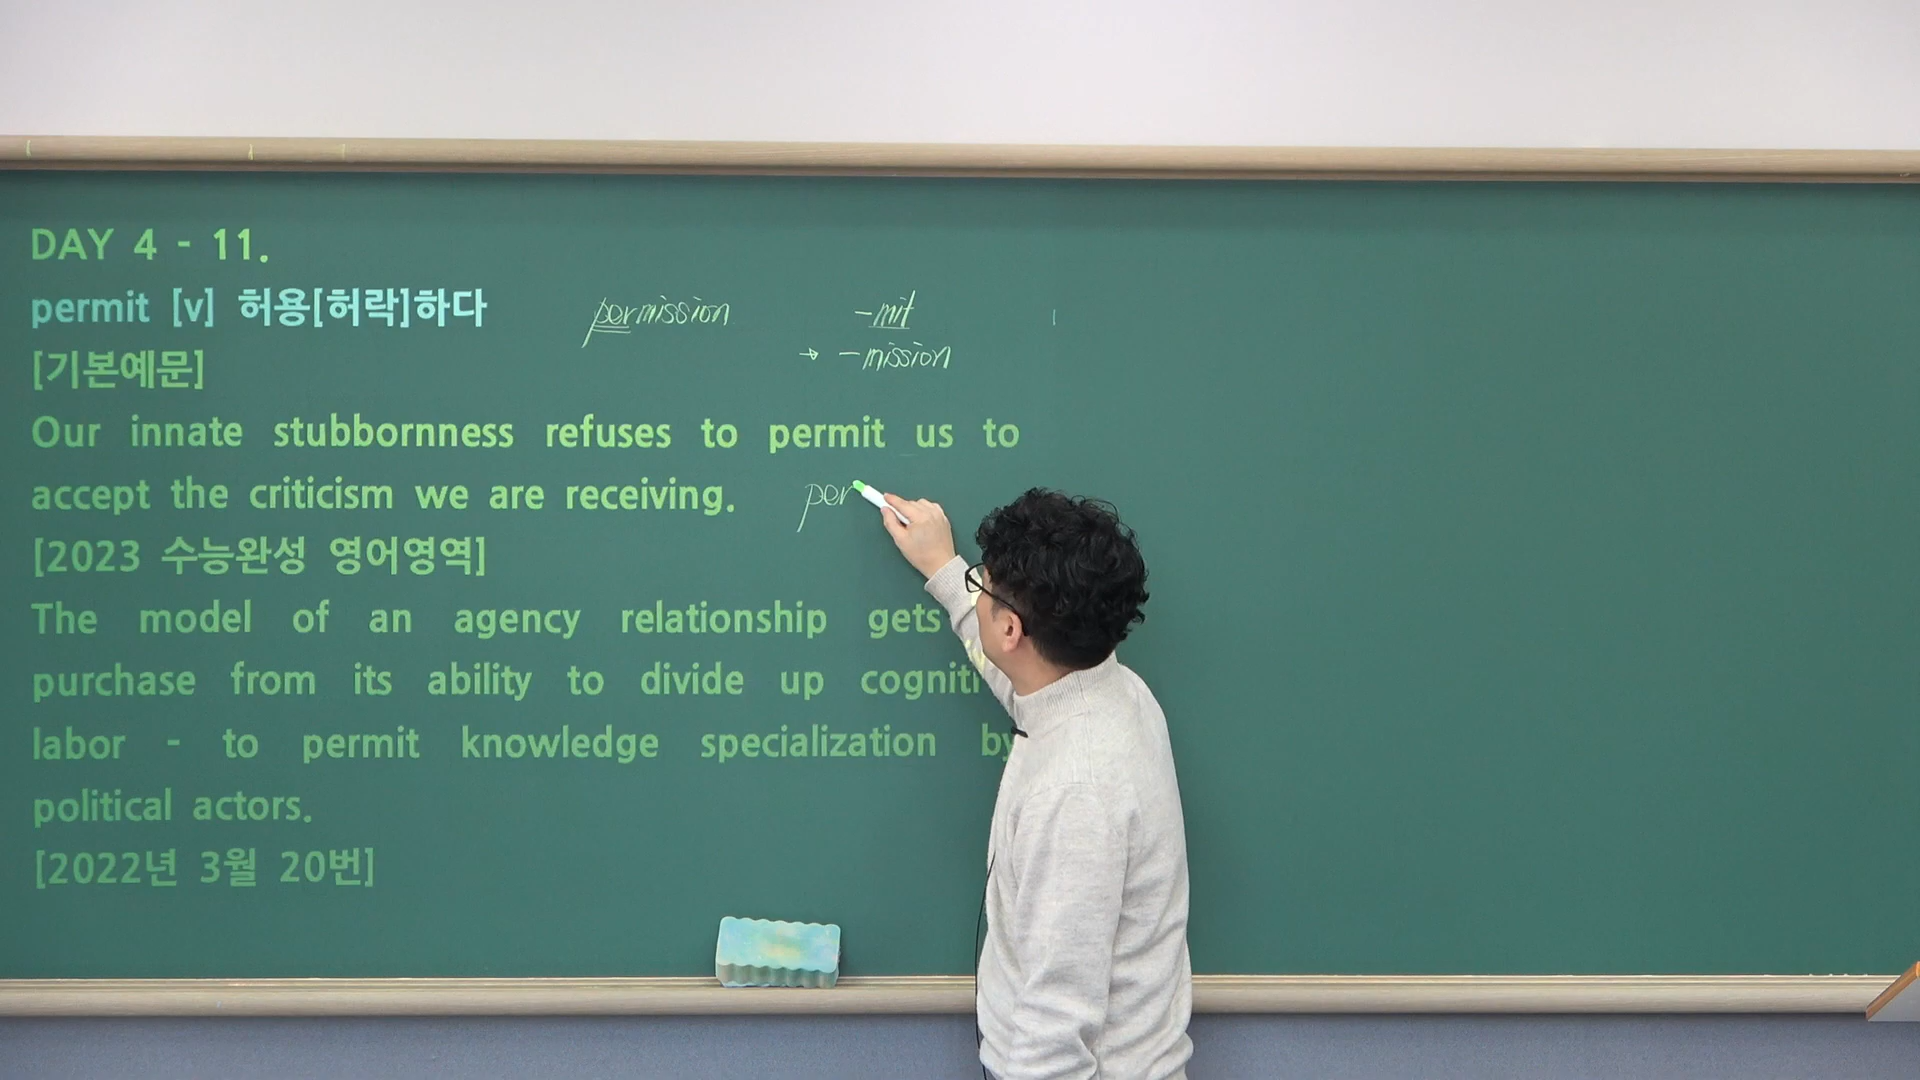 DAY 4 - 11.
permit [v] 허용[허락]하다
permission
-mit
→ -mission
[기본예문]
Our innate stubbornness refuses to permit us to
accept the criticism we are receiving.
per
[2023 수능완성 영어영역]
The model of an agency relationship gets
purchase from its ability to divide up cogniti
labor - to permit knowledge specialization by
political actors.
[2022년 3월 20번]